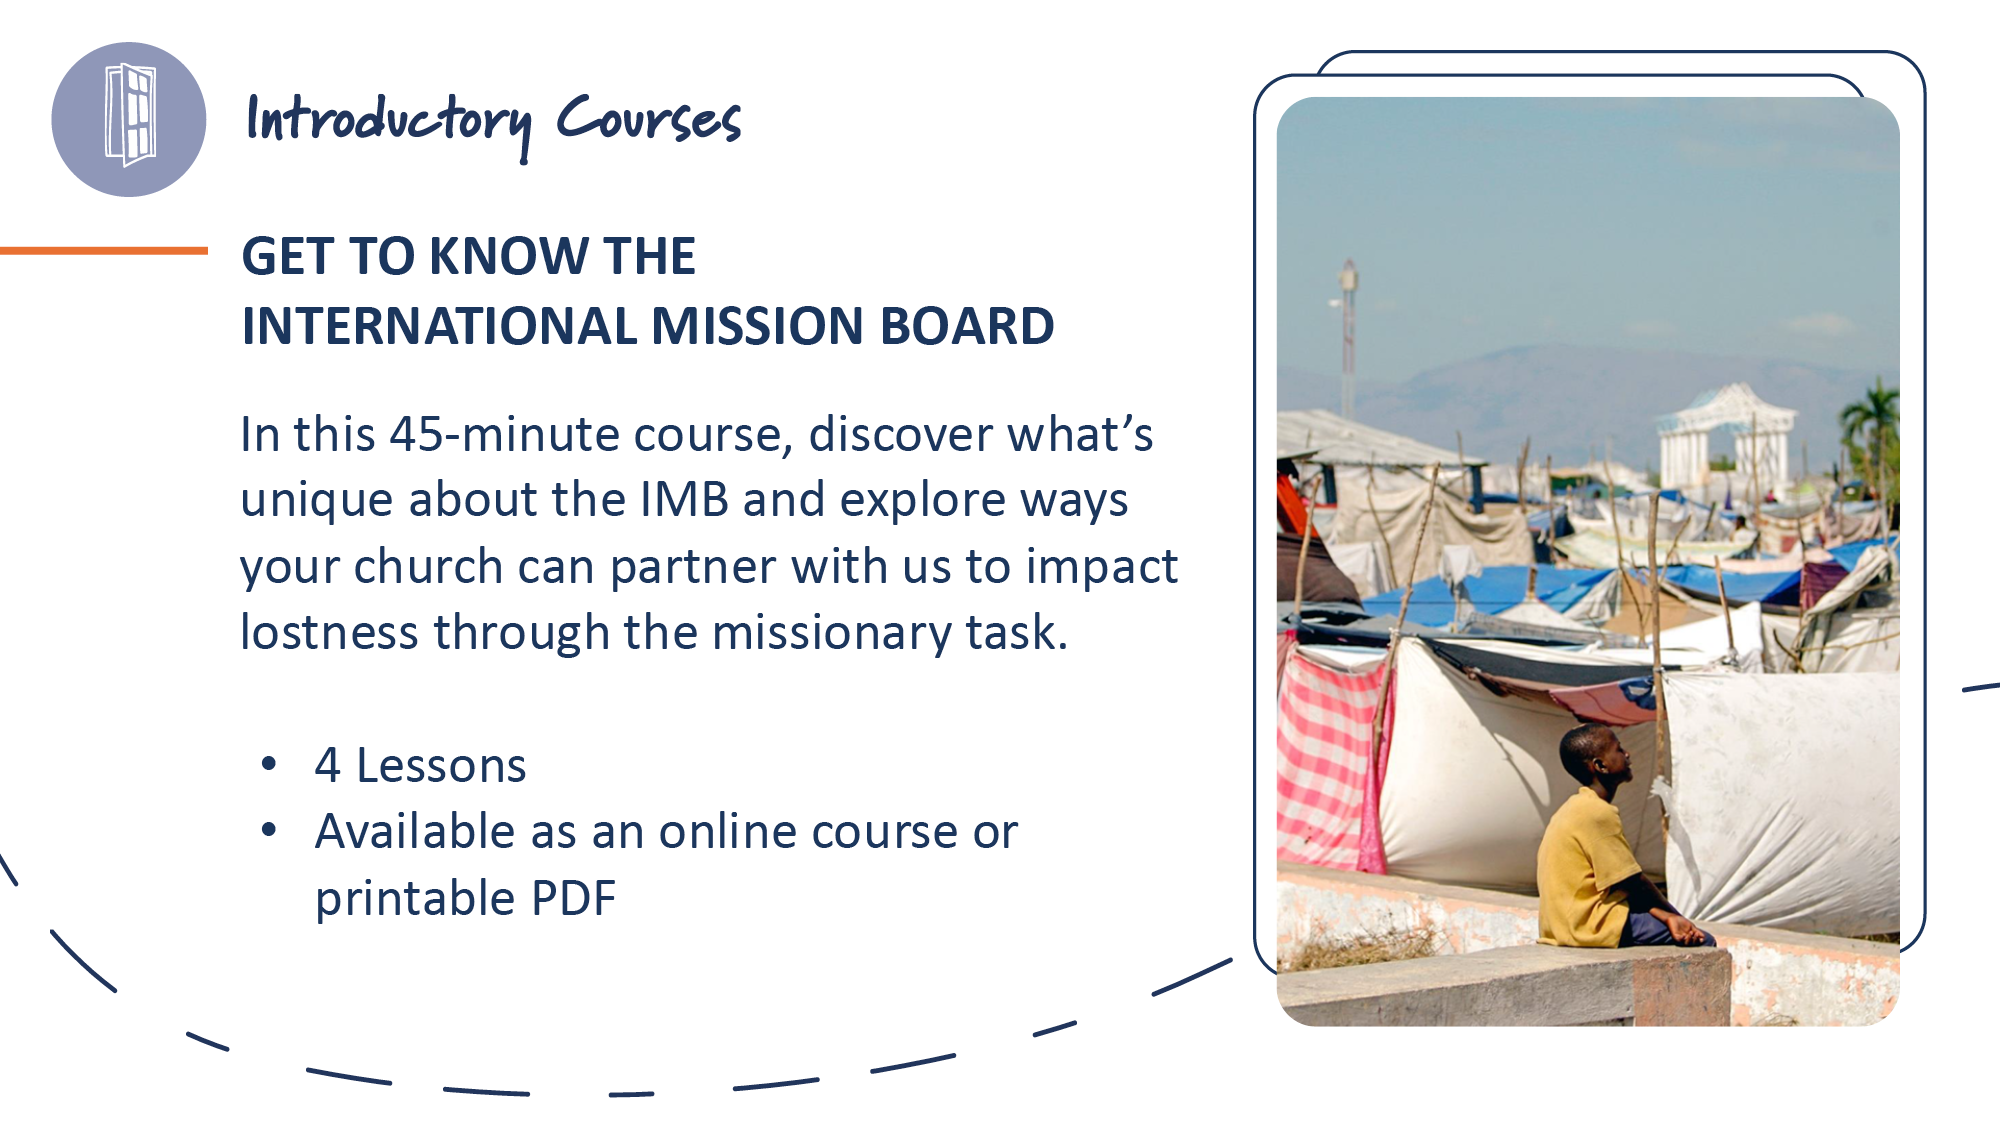 Introductory Courses
GET TO KNOW THE
INTERNATIONAL MISSION BOARD
In this 45-minute course, discover what’s
unique about the IMB and explore ways
your church can partner with us to impact
lostness through the missionary task.
• 4 Lessons
• Available as an online course or
printable PDF